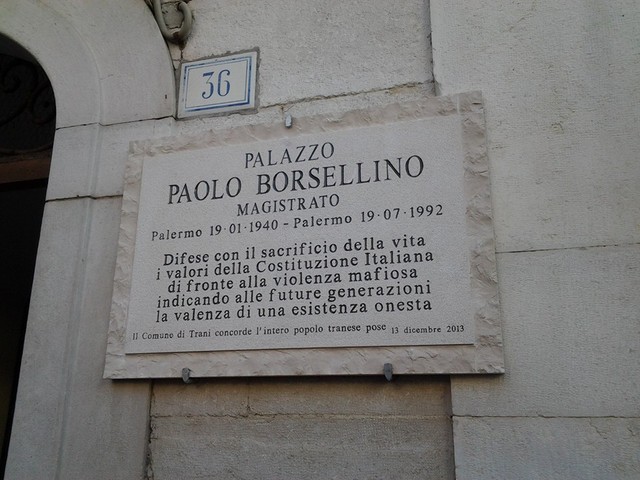 36
PALAZZO
PAOLO BORSELLINO
MAGISTRATO
Palermo 19·01·1940 - Palermo 19·07·1992
Difese con il sacrificio della vita
i valori della Costituzione Italiana
di fronte alla violenza mafiosa
indicando alle future generazioni
la valenza di una esistenza onesta
Il Comune di Trani concorde l'intero popolo tranese pose 13 dicembre 2013